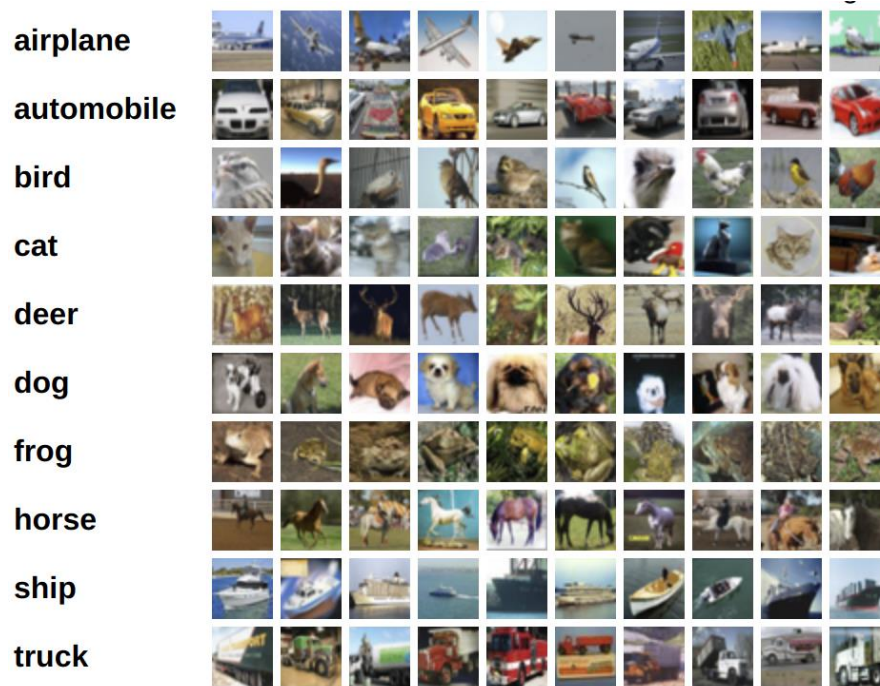 airplane
automobile
bird
cat
deer
dog
frog
horse
ship
truck